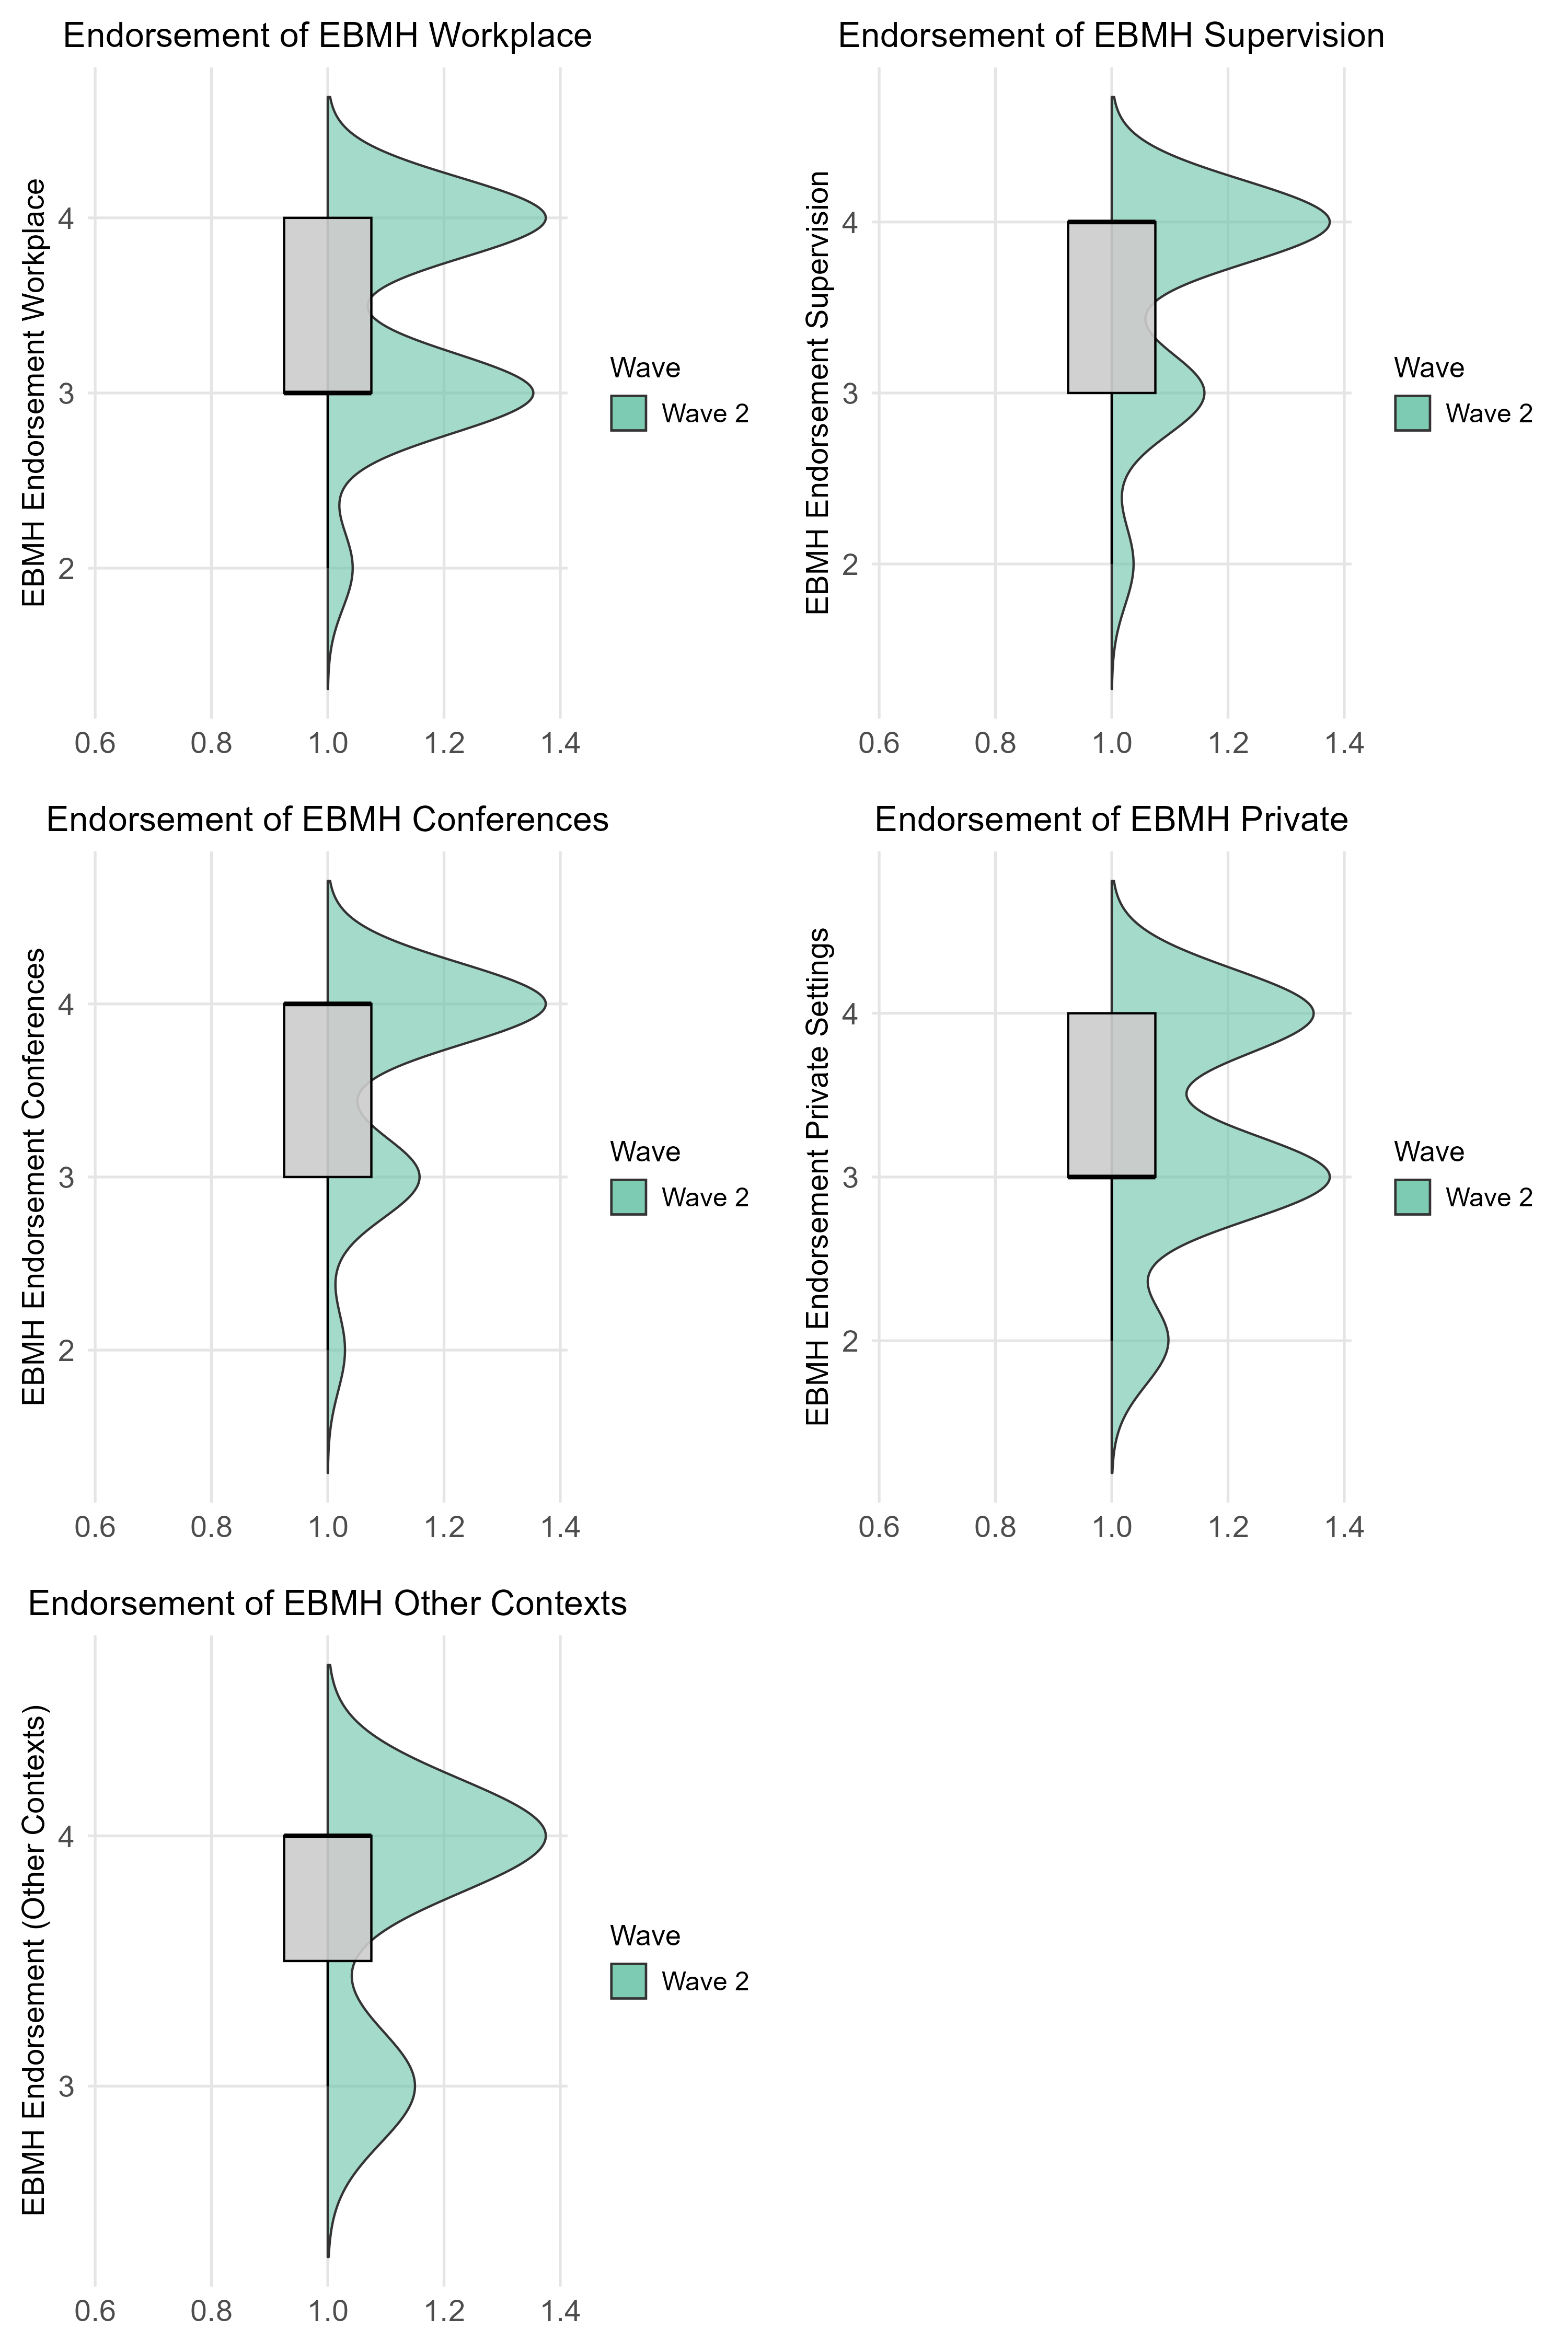 Endorsement of EBMH Workplace
EBMH Endorsement Workplace
4
3
2
0.6 0.8 1.0 1.2 1.4
Wave
Wave 2
Endorsement of EBMH Supervision
EBMH Endorsement Supervision
4
3
2
0.6 0.8 1.0 1.2 1.4
Wave
Wave 2
Endorsement of EBMH Conferences
EBMH Endorsement Conferences
4
3
2
0.6 0.8 1.0 1.2 1.4
Wave
Wave 2
Endorsement of EBMH Private
EBMH Endorsement Private Settings
4
3
2
0.6 0.8 1.0 1.2 1.4
Wave
Wave 2
Endorsement of EBMH Other Contexts
EBMH Endorsement (Other Contexts)
4
3
0.6 0.8 1.0 1.2 1.4
Wave
Wave 2